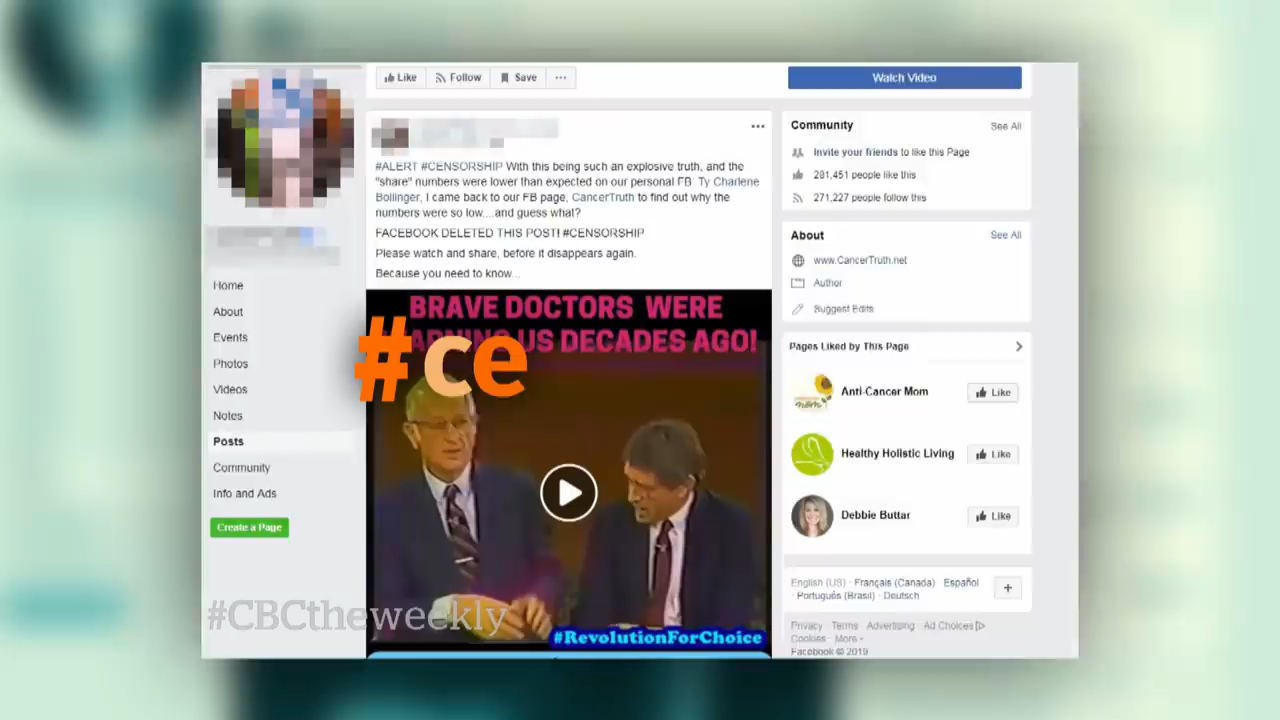 Like Follow Save ...
Watch Video
#ALERT #CENSORSHIP With this being such an explosive truth, and the
"share" numbers were lower than expected on our personal FB Ty Charlene
Bollinger, I came back to our FB page, CancerTruth to find out why the
numbers were so low....and guess what?
FACEBOOK DELETED THIS POST! #CENSORSHIP
Please watch and share, before it disappears again.
Because you need to know...
BRAVE DOCTORS WERE
US DECADES AGO!
#ce
#RevolutionForChoice
Home
About
Events
Photos
Videos
Notes
Posts
Community
Info and Ads
Create a Page
#CBCtheweekly
Community See All
Invite your friends to like this Page
281,451 people like this
271,227 people follow this
About See All
www.CancerTruth.net
Author
Suggest Edits
Pages Liked by This Page
Anti-Cancer Mom Like
Healthy Holistic Living Like
Debbie Buttar Like
English (US) · Français (Canada) Español
· Português (Brasil) · Deutsch
Privacy Terms Advertising Ad Choices
Cookies · More
Facebook © 2019